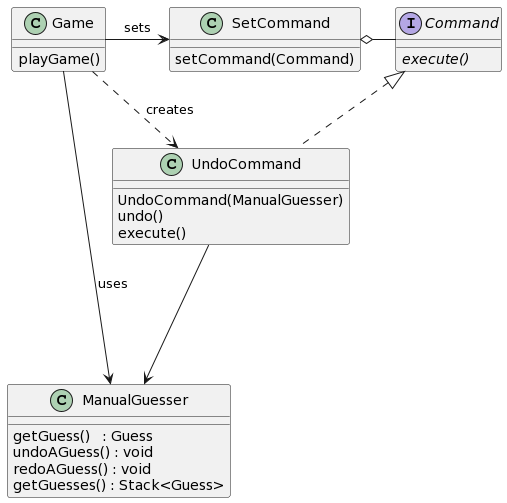 C Game
playGame()
sets
C SetCommand
setCommand(Command)
I Command
execute()
creates
C UndoCommand
UndoCommand(ManualGuesser)
undo()
execute()
uses
C ManualGuesser
getGuess()   : Guess
undoAGuess() : void
redoAGuess() : void
getGuesses() : Stack<Guess>